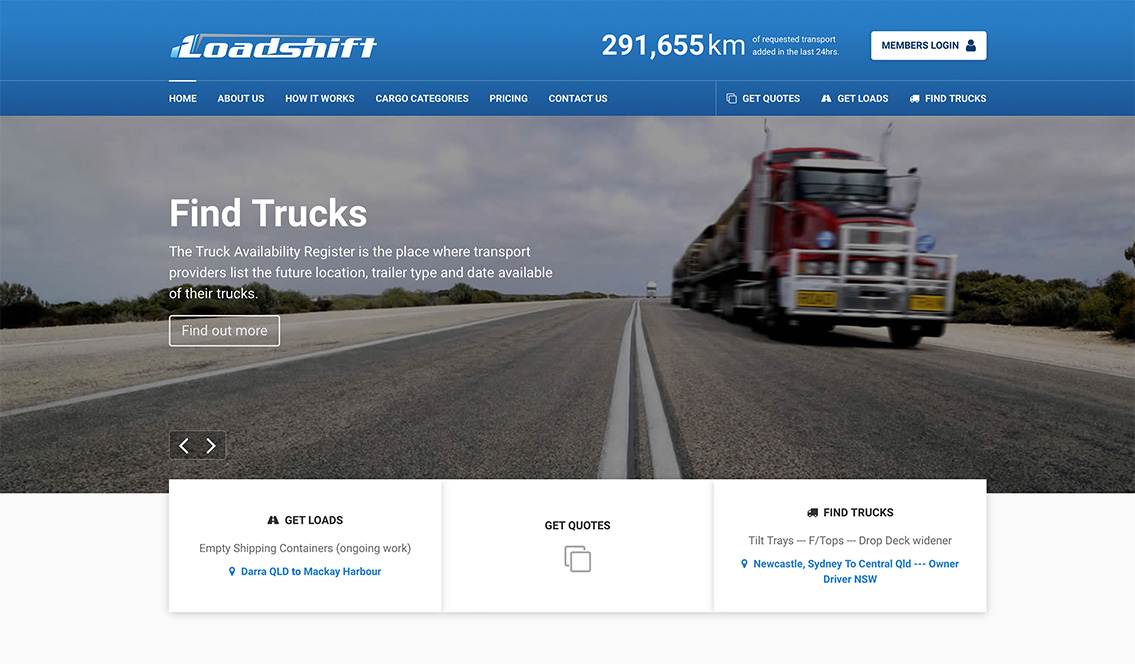 Loadshift
291,655km
of requested transport
added in the last 24hrs.
MEMBERS LOGIN
HOME ABOUT US HOW IT WORKS CARGO CATEGORIES PRICING CONTACT US GET QUOTES GET LOADS FIND TRUCKS
Find Trucks
The Truck Availability Register is the place where transport
providers list the future location, trailer type and date available
of their trucks.
Find out more
GET LOADS
Empty Shipping Containers (ongoing work)
Darra QLD to Mackay Harbour
GET QUOTES
FIND TRUCKS
Tilt Trays --- F/Tops --- Drop Deck widener
Newcastle, Sydney To Central Qld --- Owner
Driver NSW